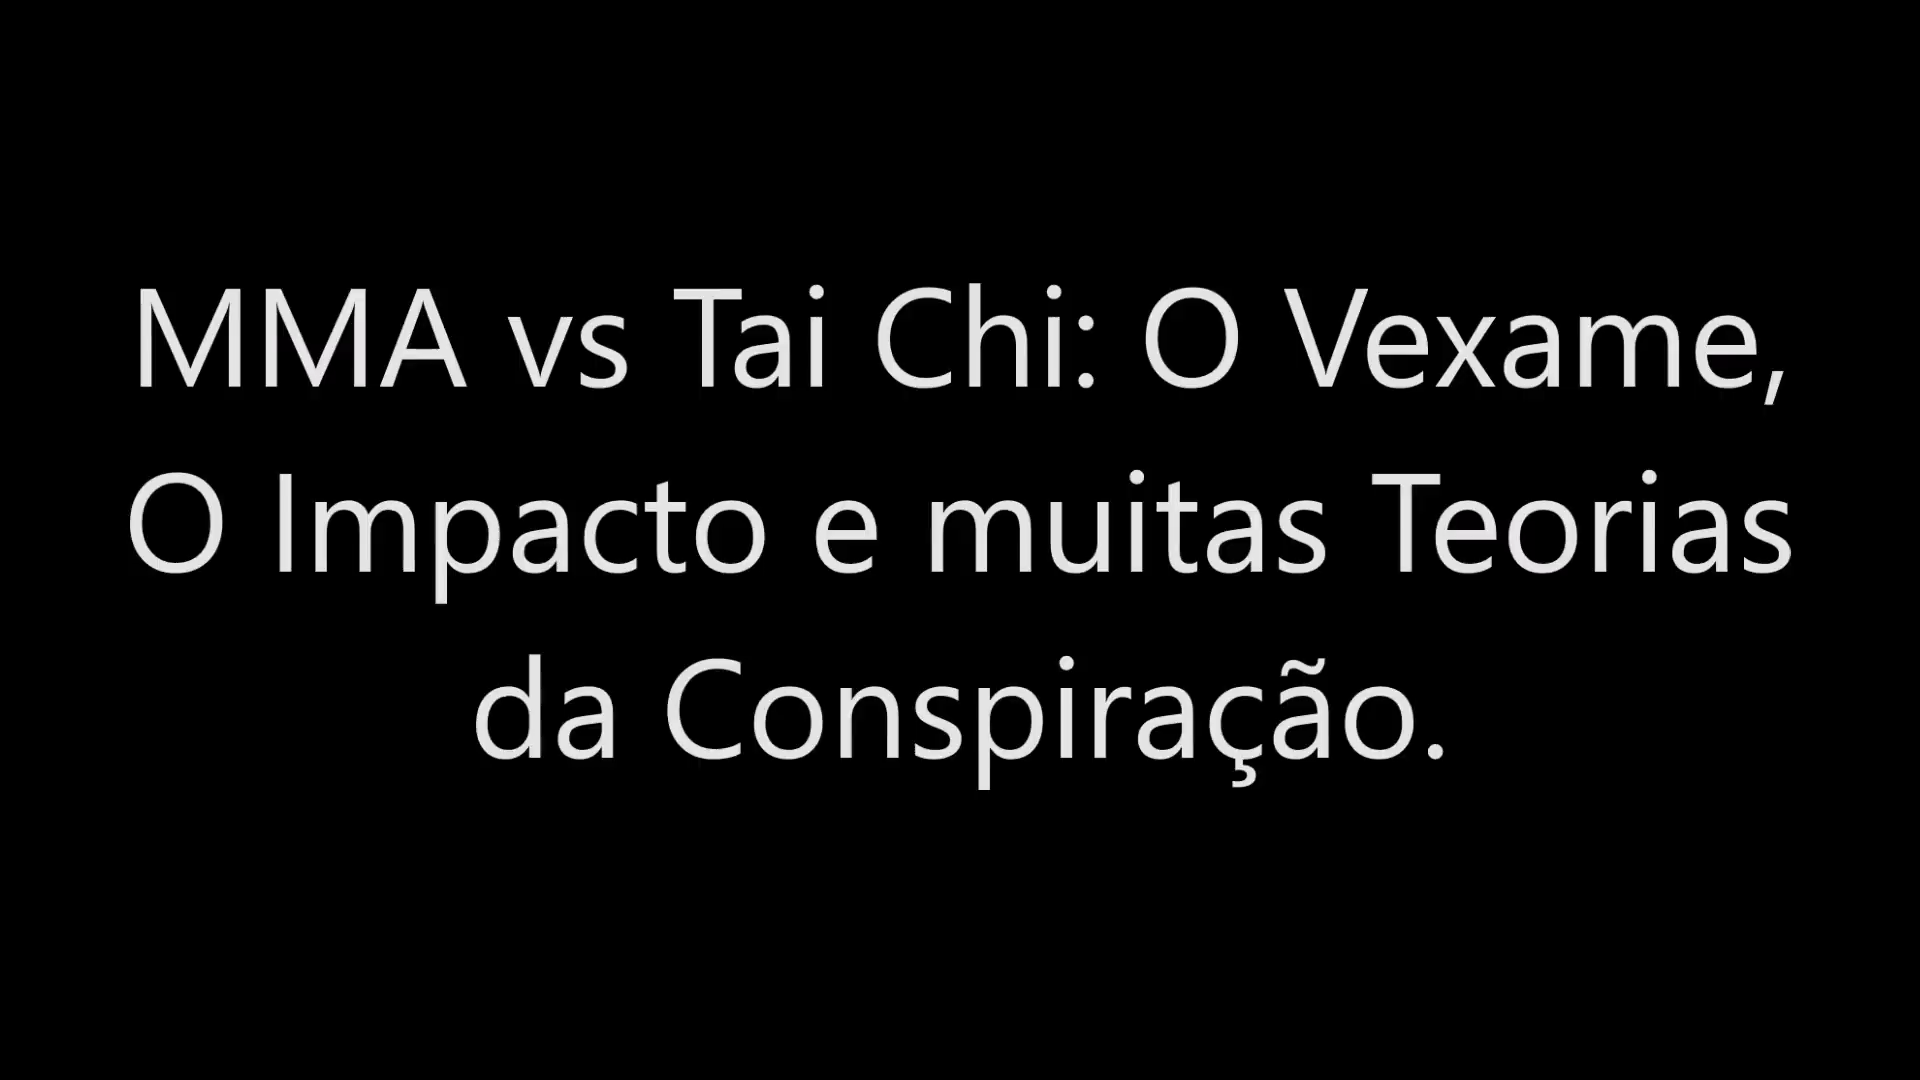 MMA vs Tai Chi: O Vexame,
O Impacto e muitas Teorias
da Conspiração.